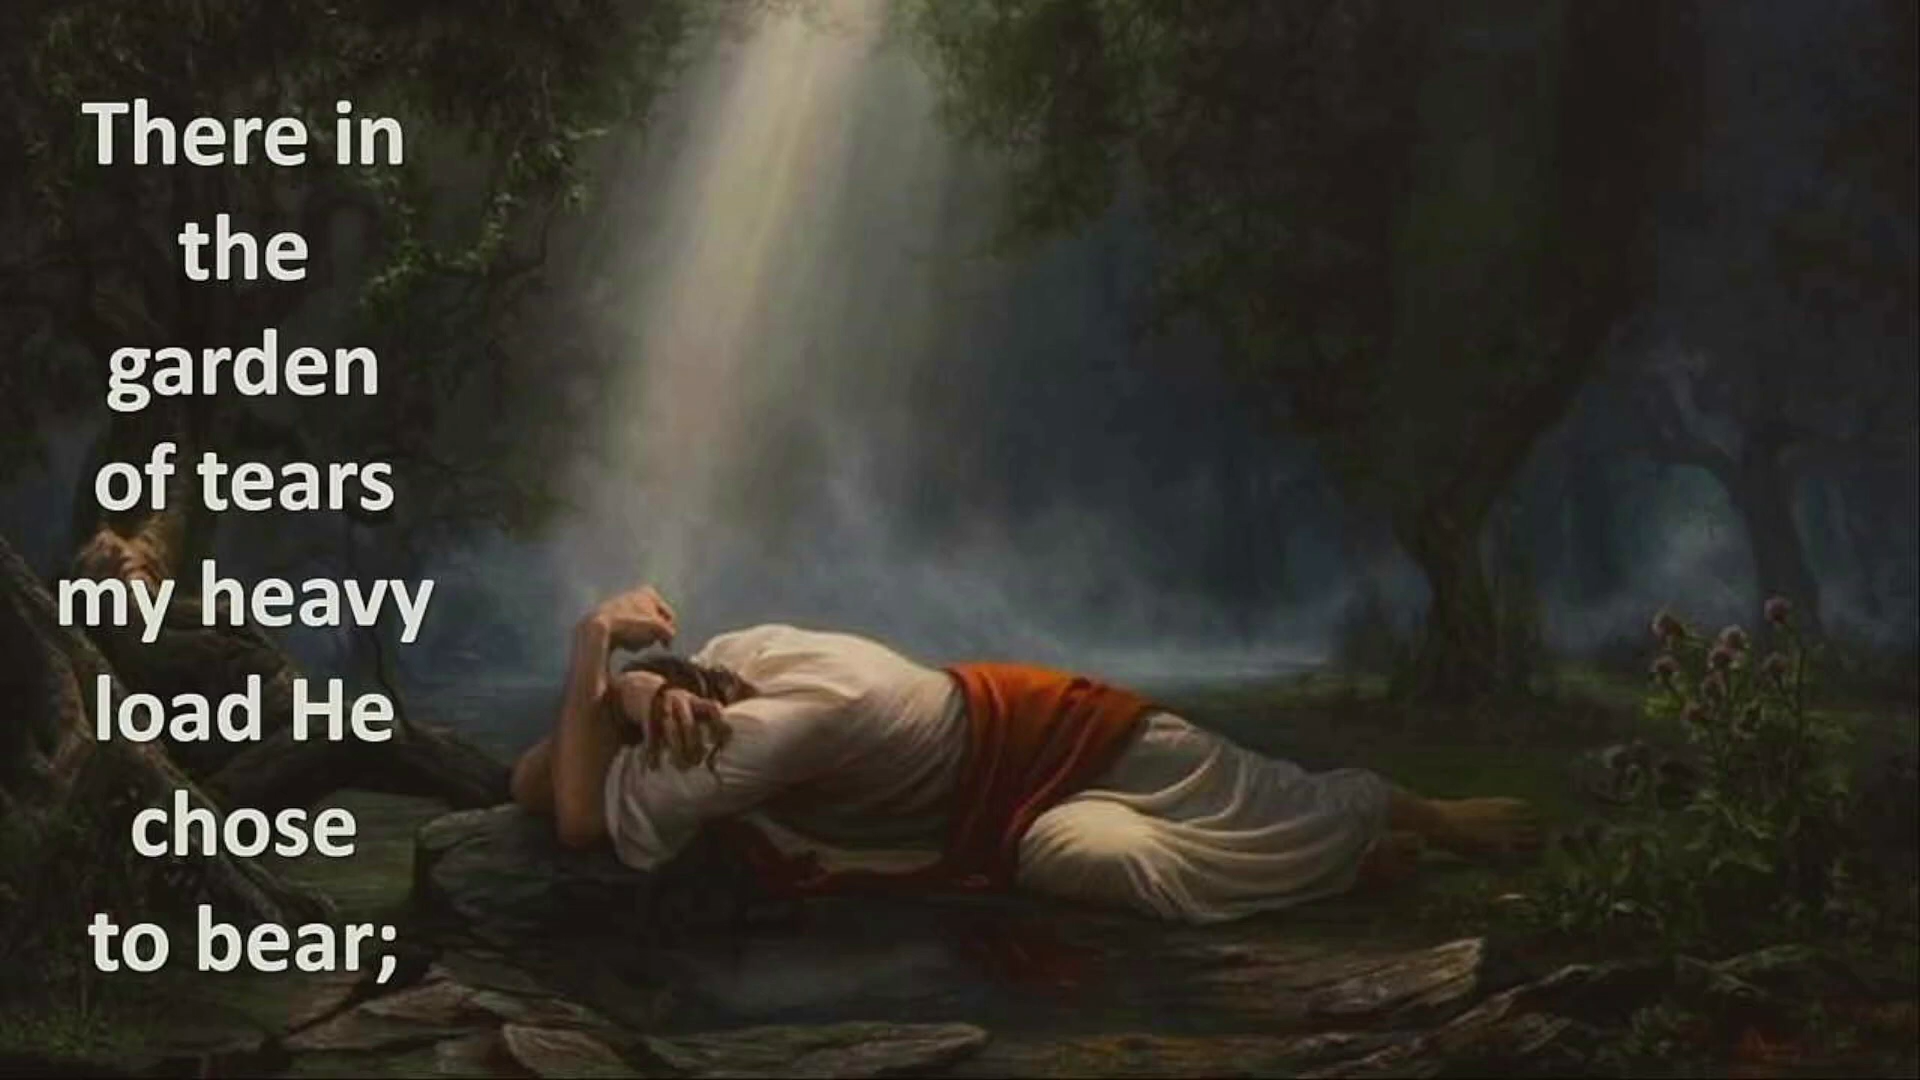 There in
the
garden
of tears
my heavy
load He
chose
to bear;